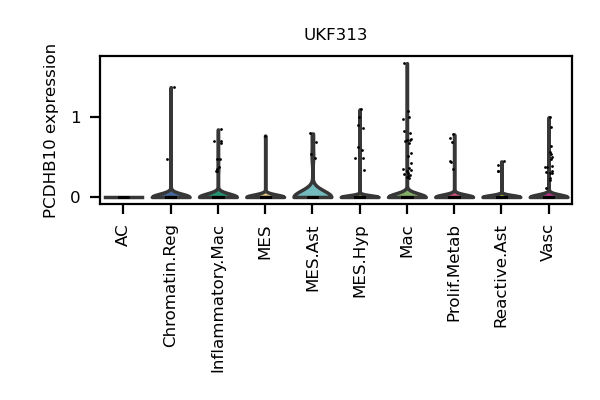 UKF313
PCDHB10 expression
1
0
AC
Chromatin.Reg
Inflammatory.Mac
MES
MES.Ast
MES.Hyp
Mac
Prolif.Metab
Reactive.Ast
Vasc